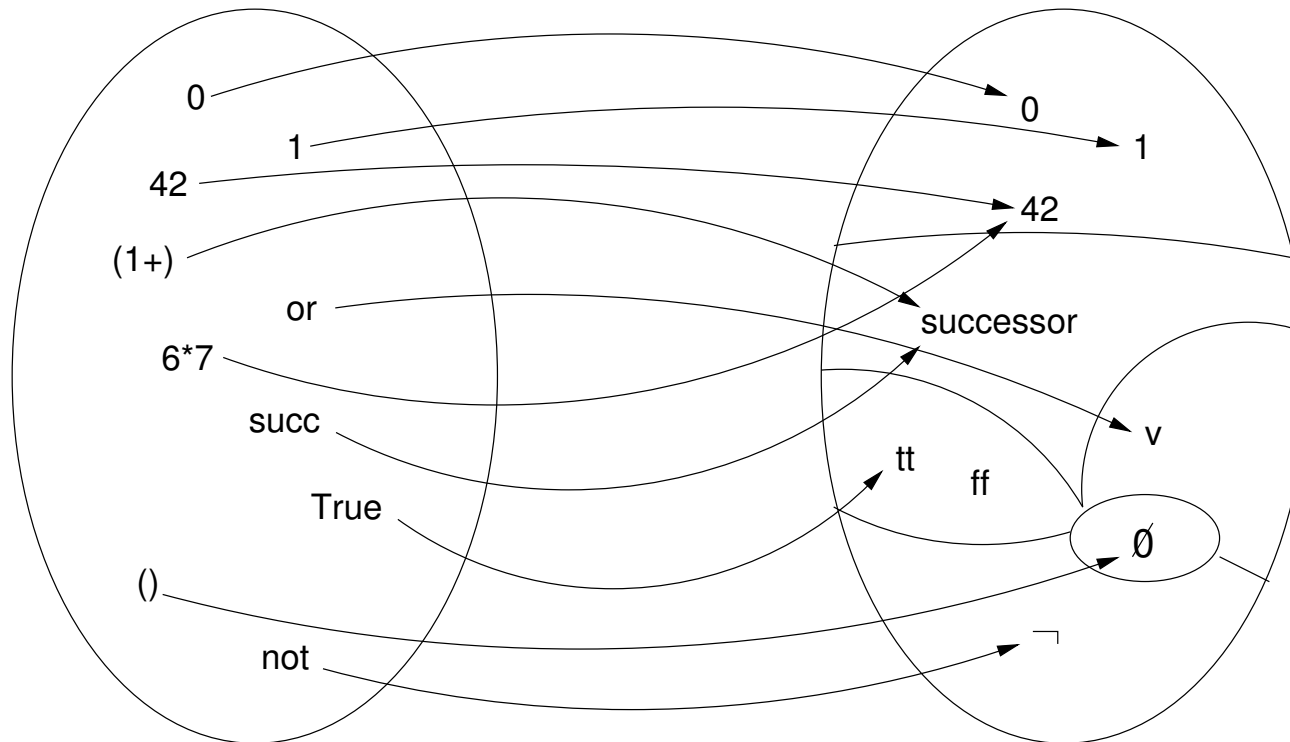 0
1
42
(1+)
or
6*7
succ
True
()
not
0
1
42
successor
v
tt
ff
∅
¬